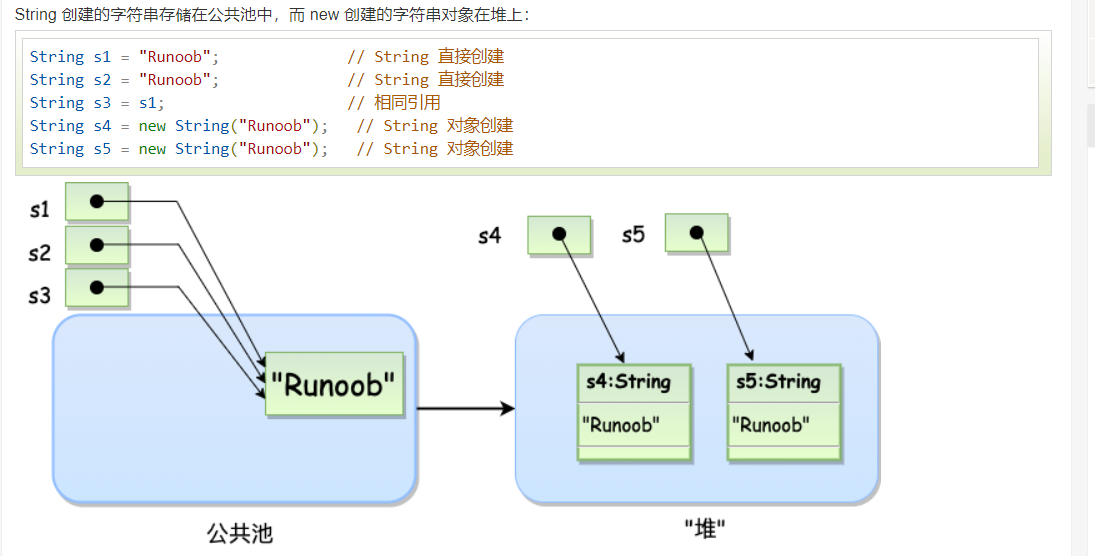 String 创建的字符串存储在公共池中，而 new 创建的字符串对象在堆上：
String s1 = "Runoob";              // String 直接创建
String s2 = "Runoob";              // String 直接创建
String s3 = s1;                    // 相同引用
String s4 = new String("Runoob");   // String 对象创建
String s5 = new String("Runoob");   // String 对象创建
s1
s2
s3
s4
s5
"Runoob"
s4:String
"Runoob"
s5:String
"Runoob"
公共池
"堆"